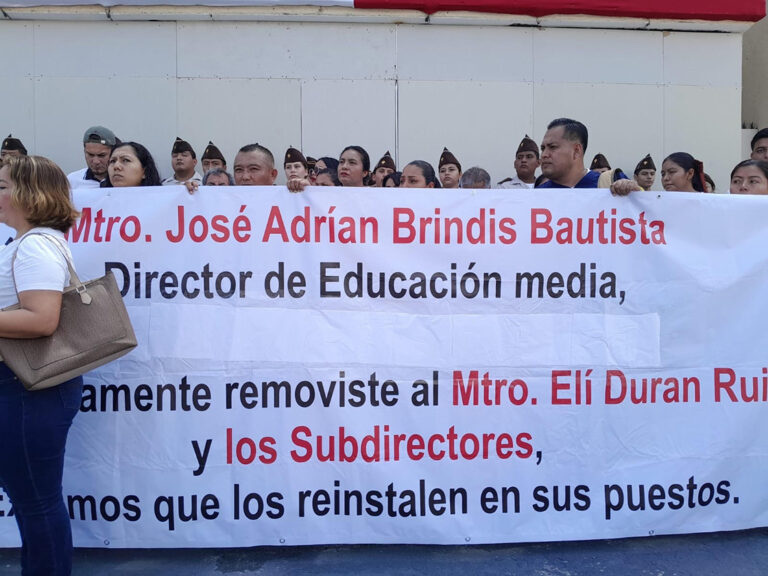 Mtro. José Adrían Brindis Bautista
Director de Educación media,
amente removiste al Mtro. Elí Duran Rui
y los Subdirectores,
mos que los reinstalen en sus puestos.